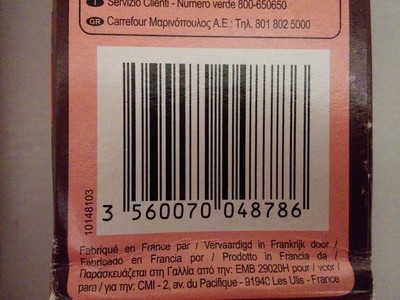 I Servizio Clienti - Numero verde 800-650650
GR Carrefour Μαρινόπουλος Α.Ε.: Τηλ. 801 802 5000
10148103
3 560070 048786
Fabriqué en France par / Vervaardigd in Frankrijk door /
Fabricado en Francia por / Prodotto in Francia da /
Παρασκευάζεται στη Γαλλία από την: EMB 29020H pour / voor /
para / για την: CMI - 2, av. du Pacifique - 91940 Les Ulis - France